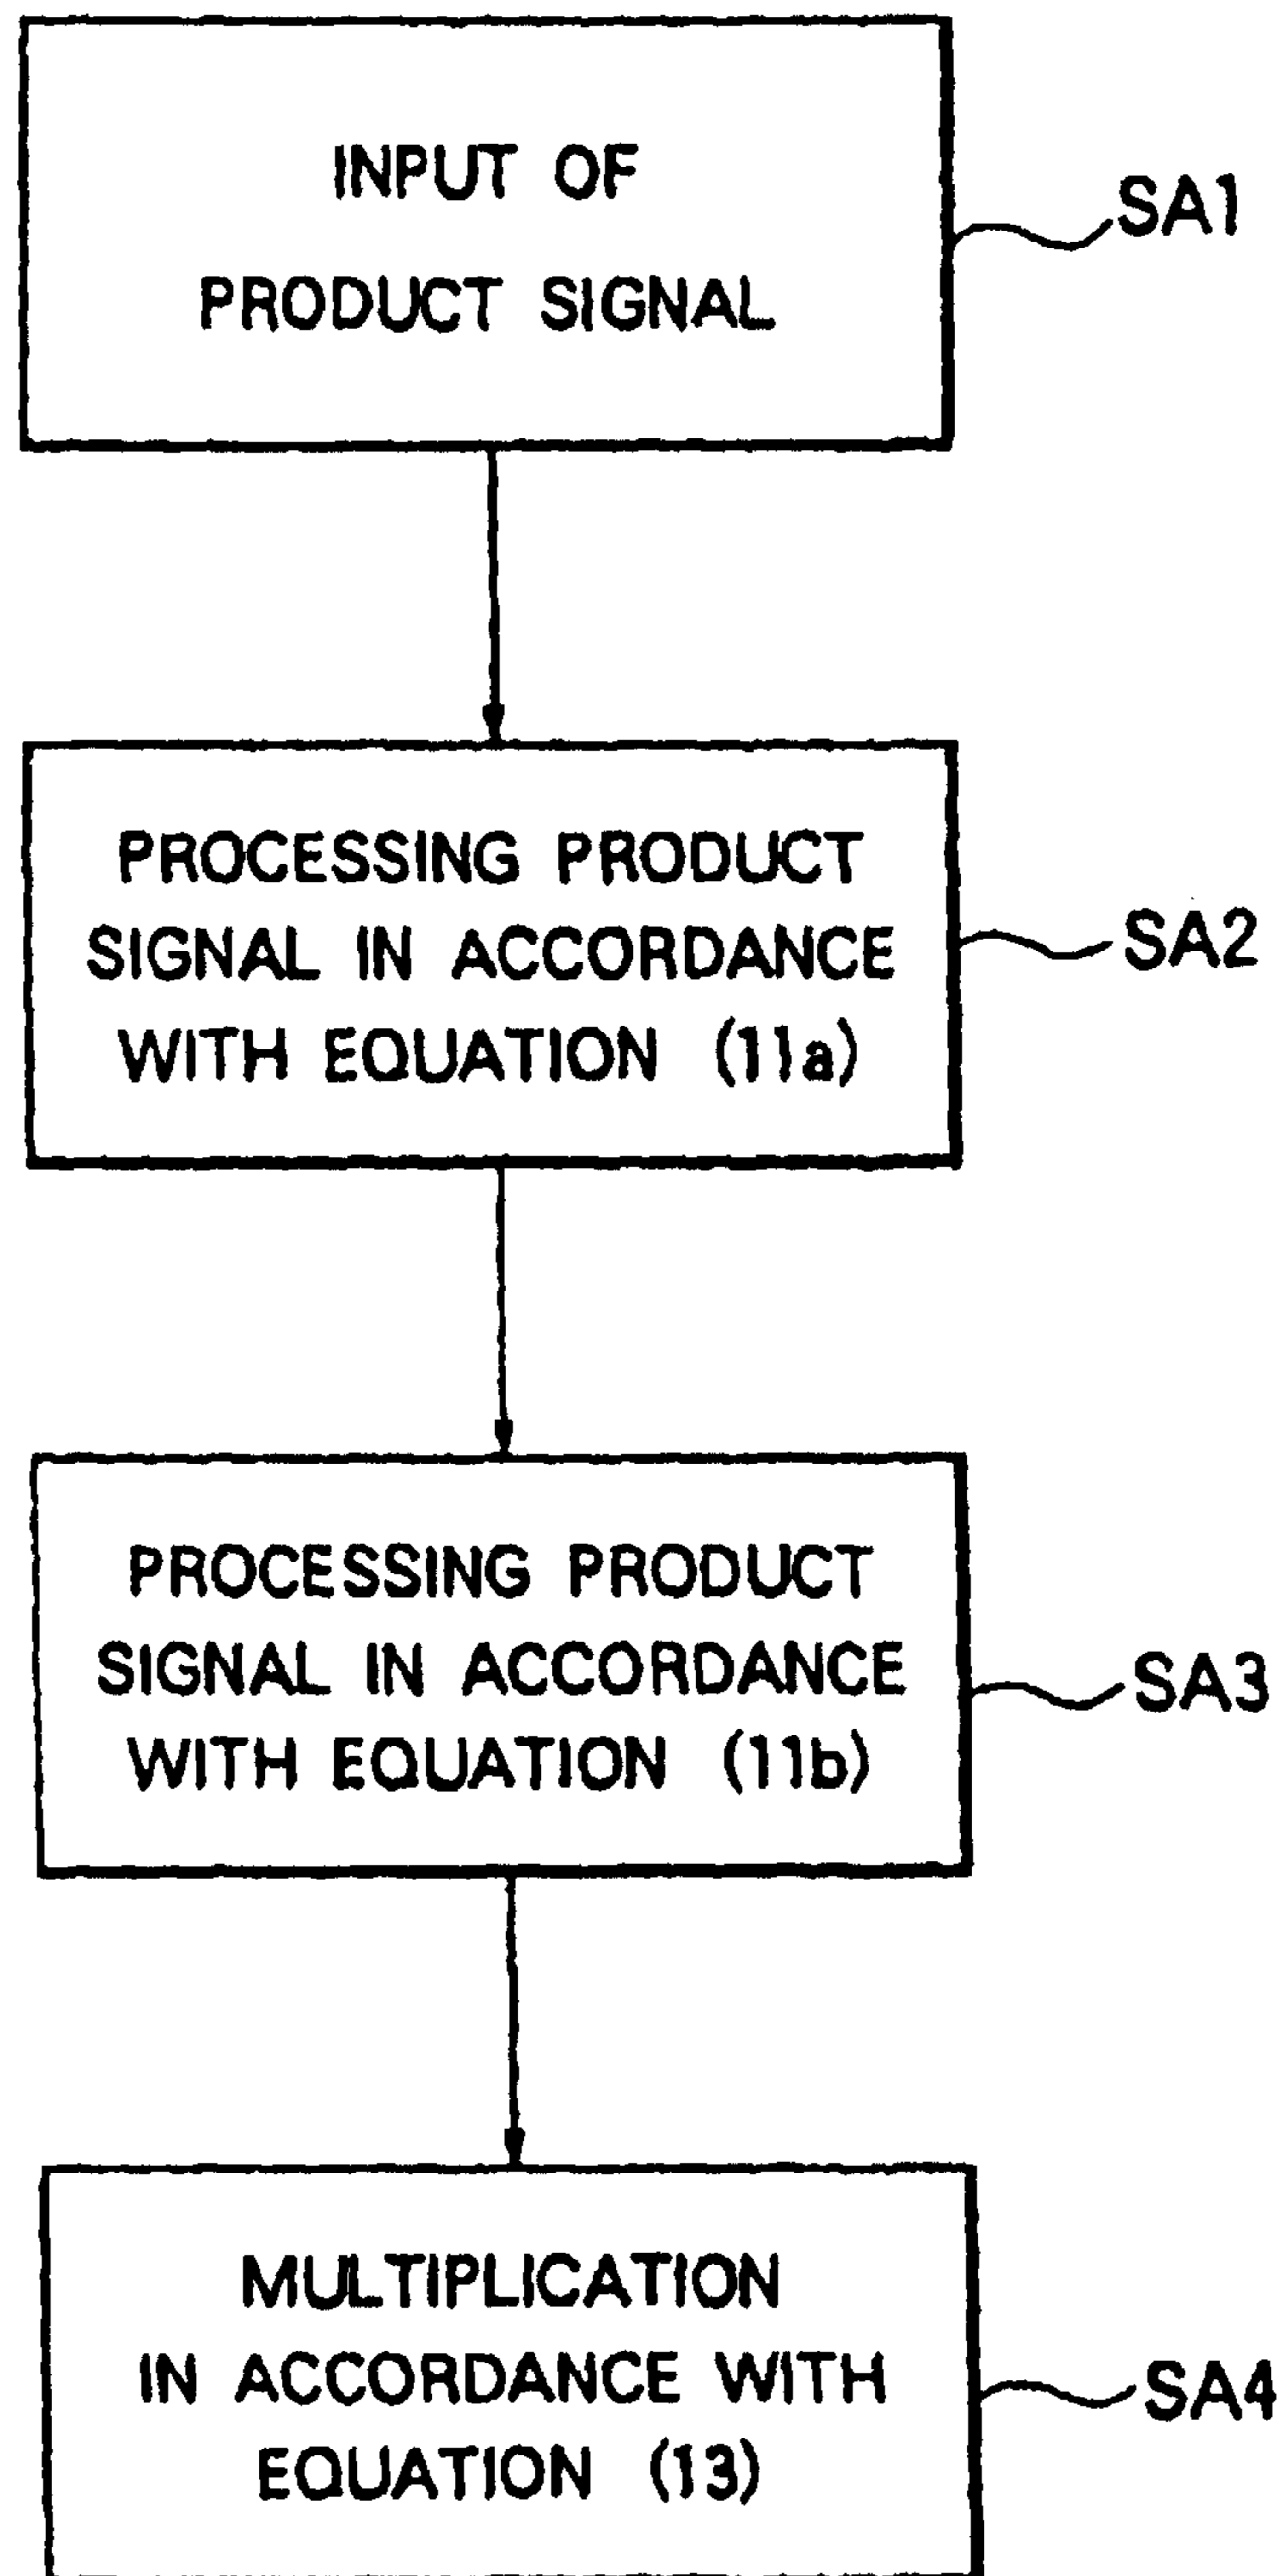 INPUT OF
PRODUCT SIGNAL
SA1
PROCESSING PRODUCT
SIGNAL IN ACCORDANCE
WITH EQUATION (11a)
SA2
PROCESSING PRODUCT
SIGNAL IN ACCORDANCE
WITH EQUATION (11b)
SA3
MULTIPLICATION
IN ACCORDANCE WITH
EQUATION (13)
SA4